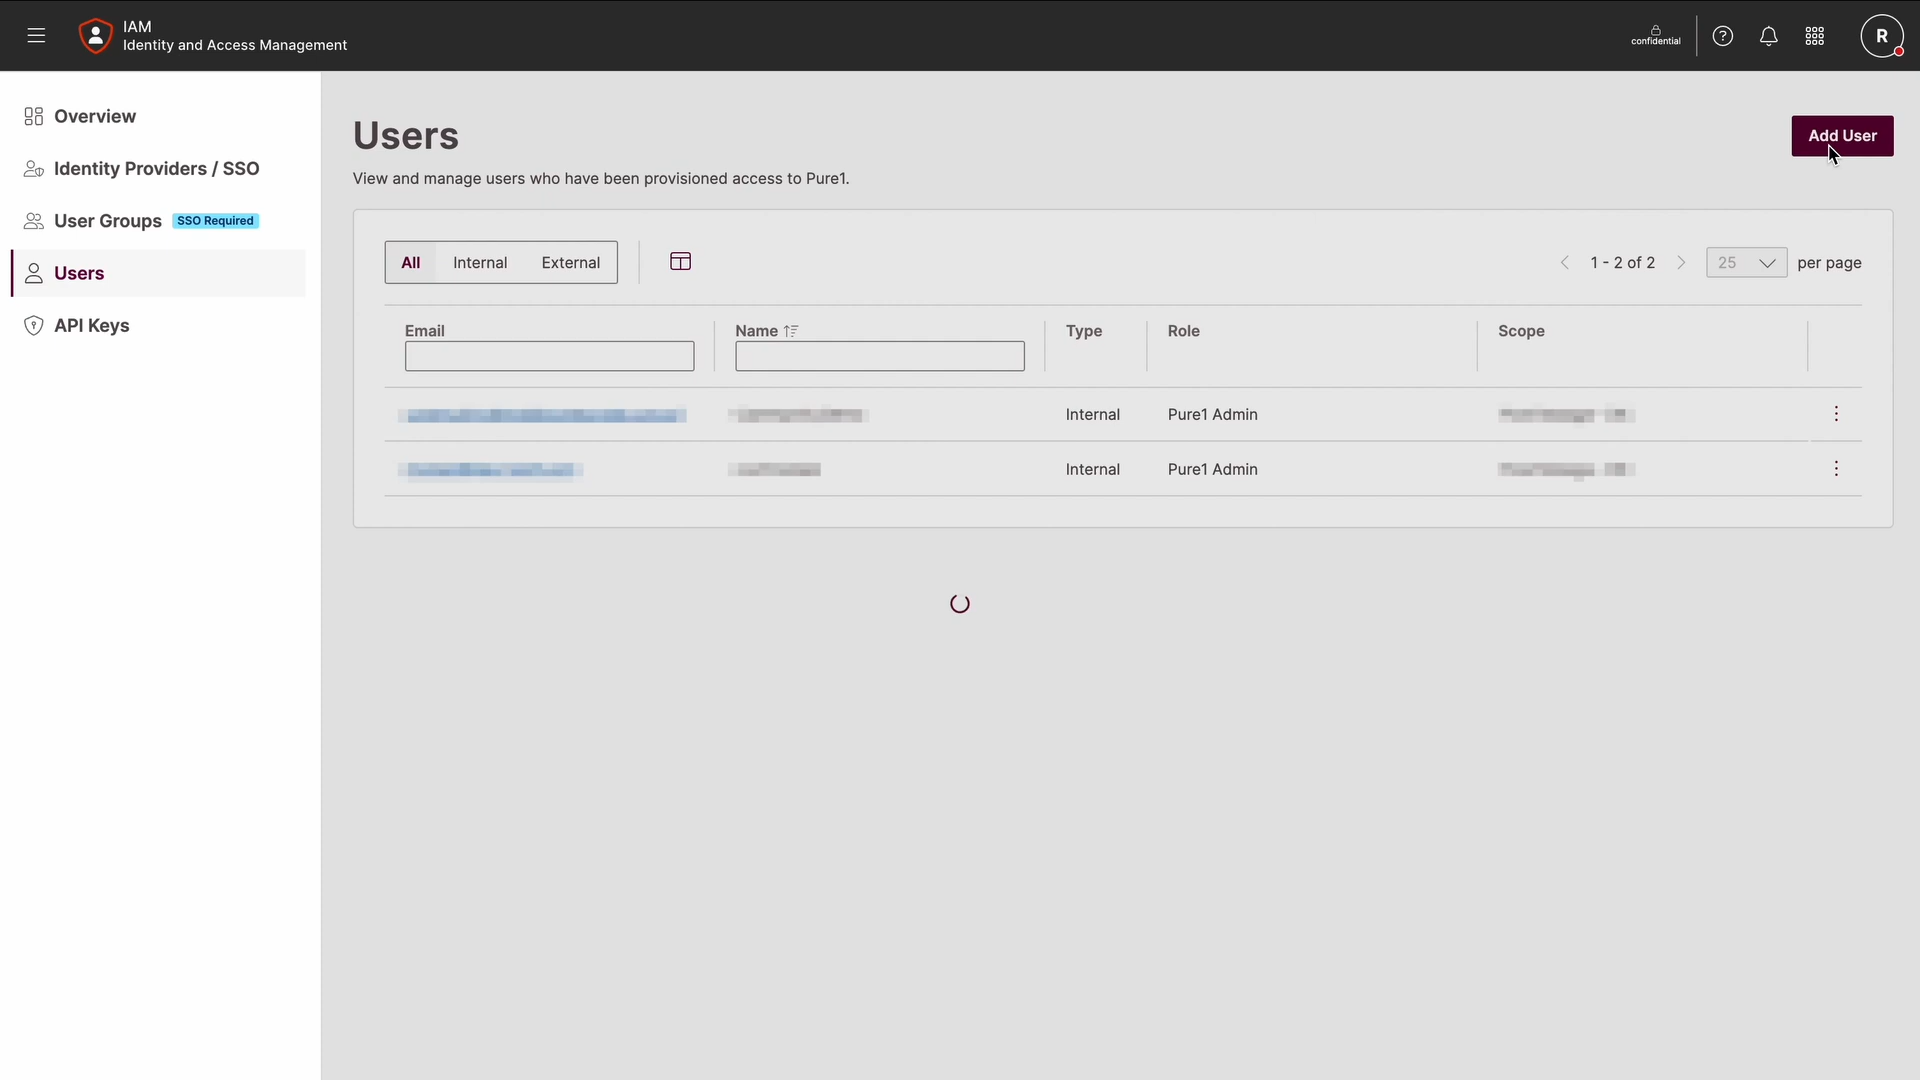 IAM
Identity and Access Management
confidential
R
Overview
Identity Providers / SSO
User Groups SSO Required
Users
API Keys
Users
Add User
View and manage users who have been provisioned access to Pure1.
All Internal External
1 - 2 of 2
25 per page
Email Name Type Role Scope
Internal Pure1 Admin
Internal Pure1 Admin